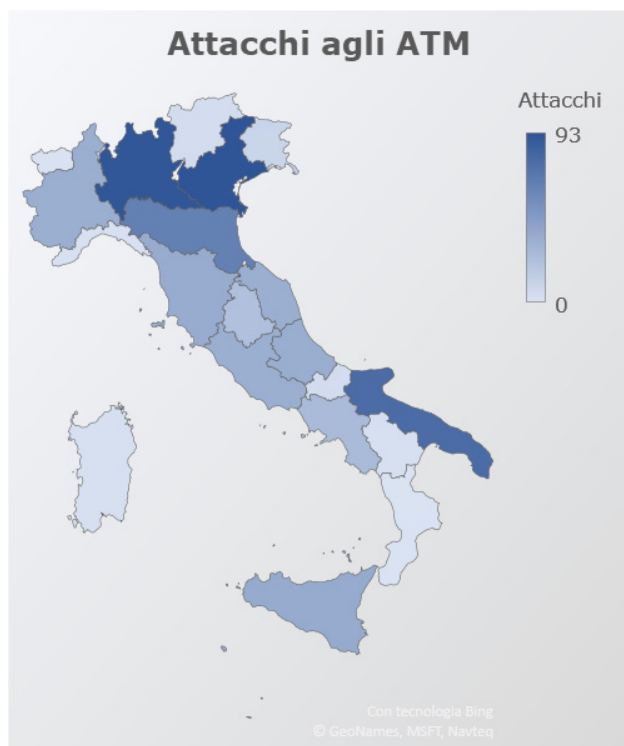 Attacchi agli ATM
Attacchi
93
0
Con tecnologia Bing
© GeoNames, MSFT, Navteq